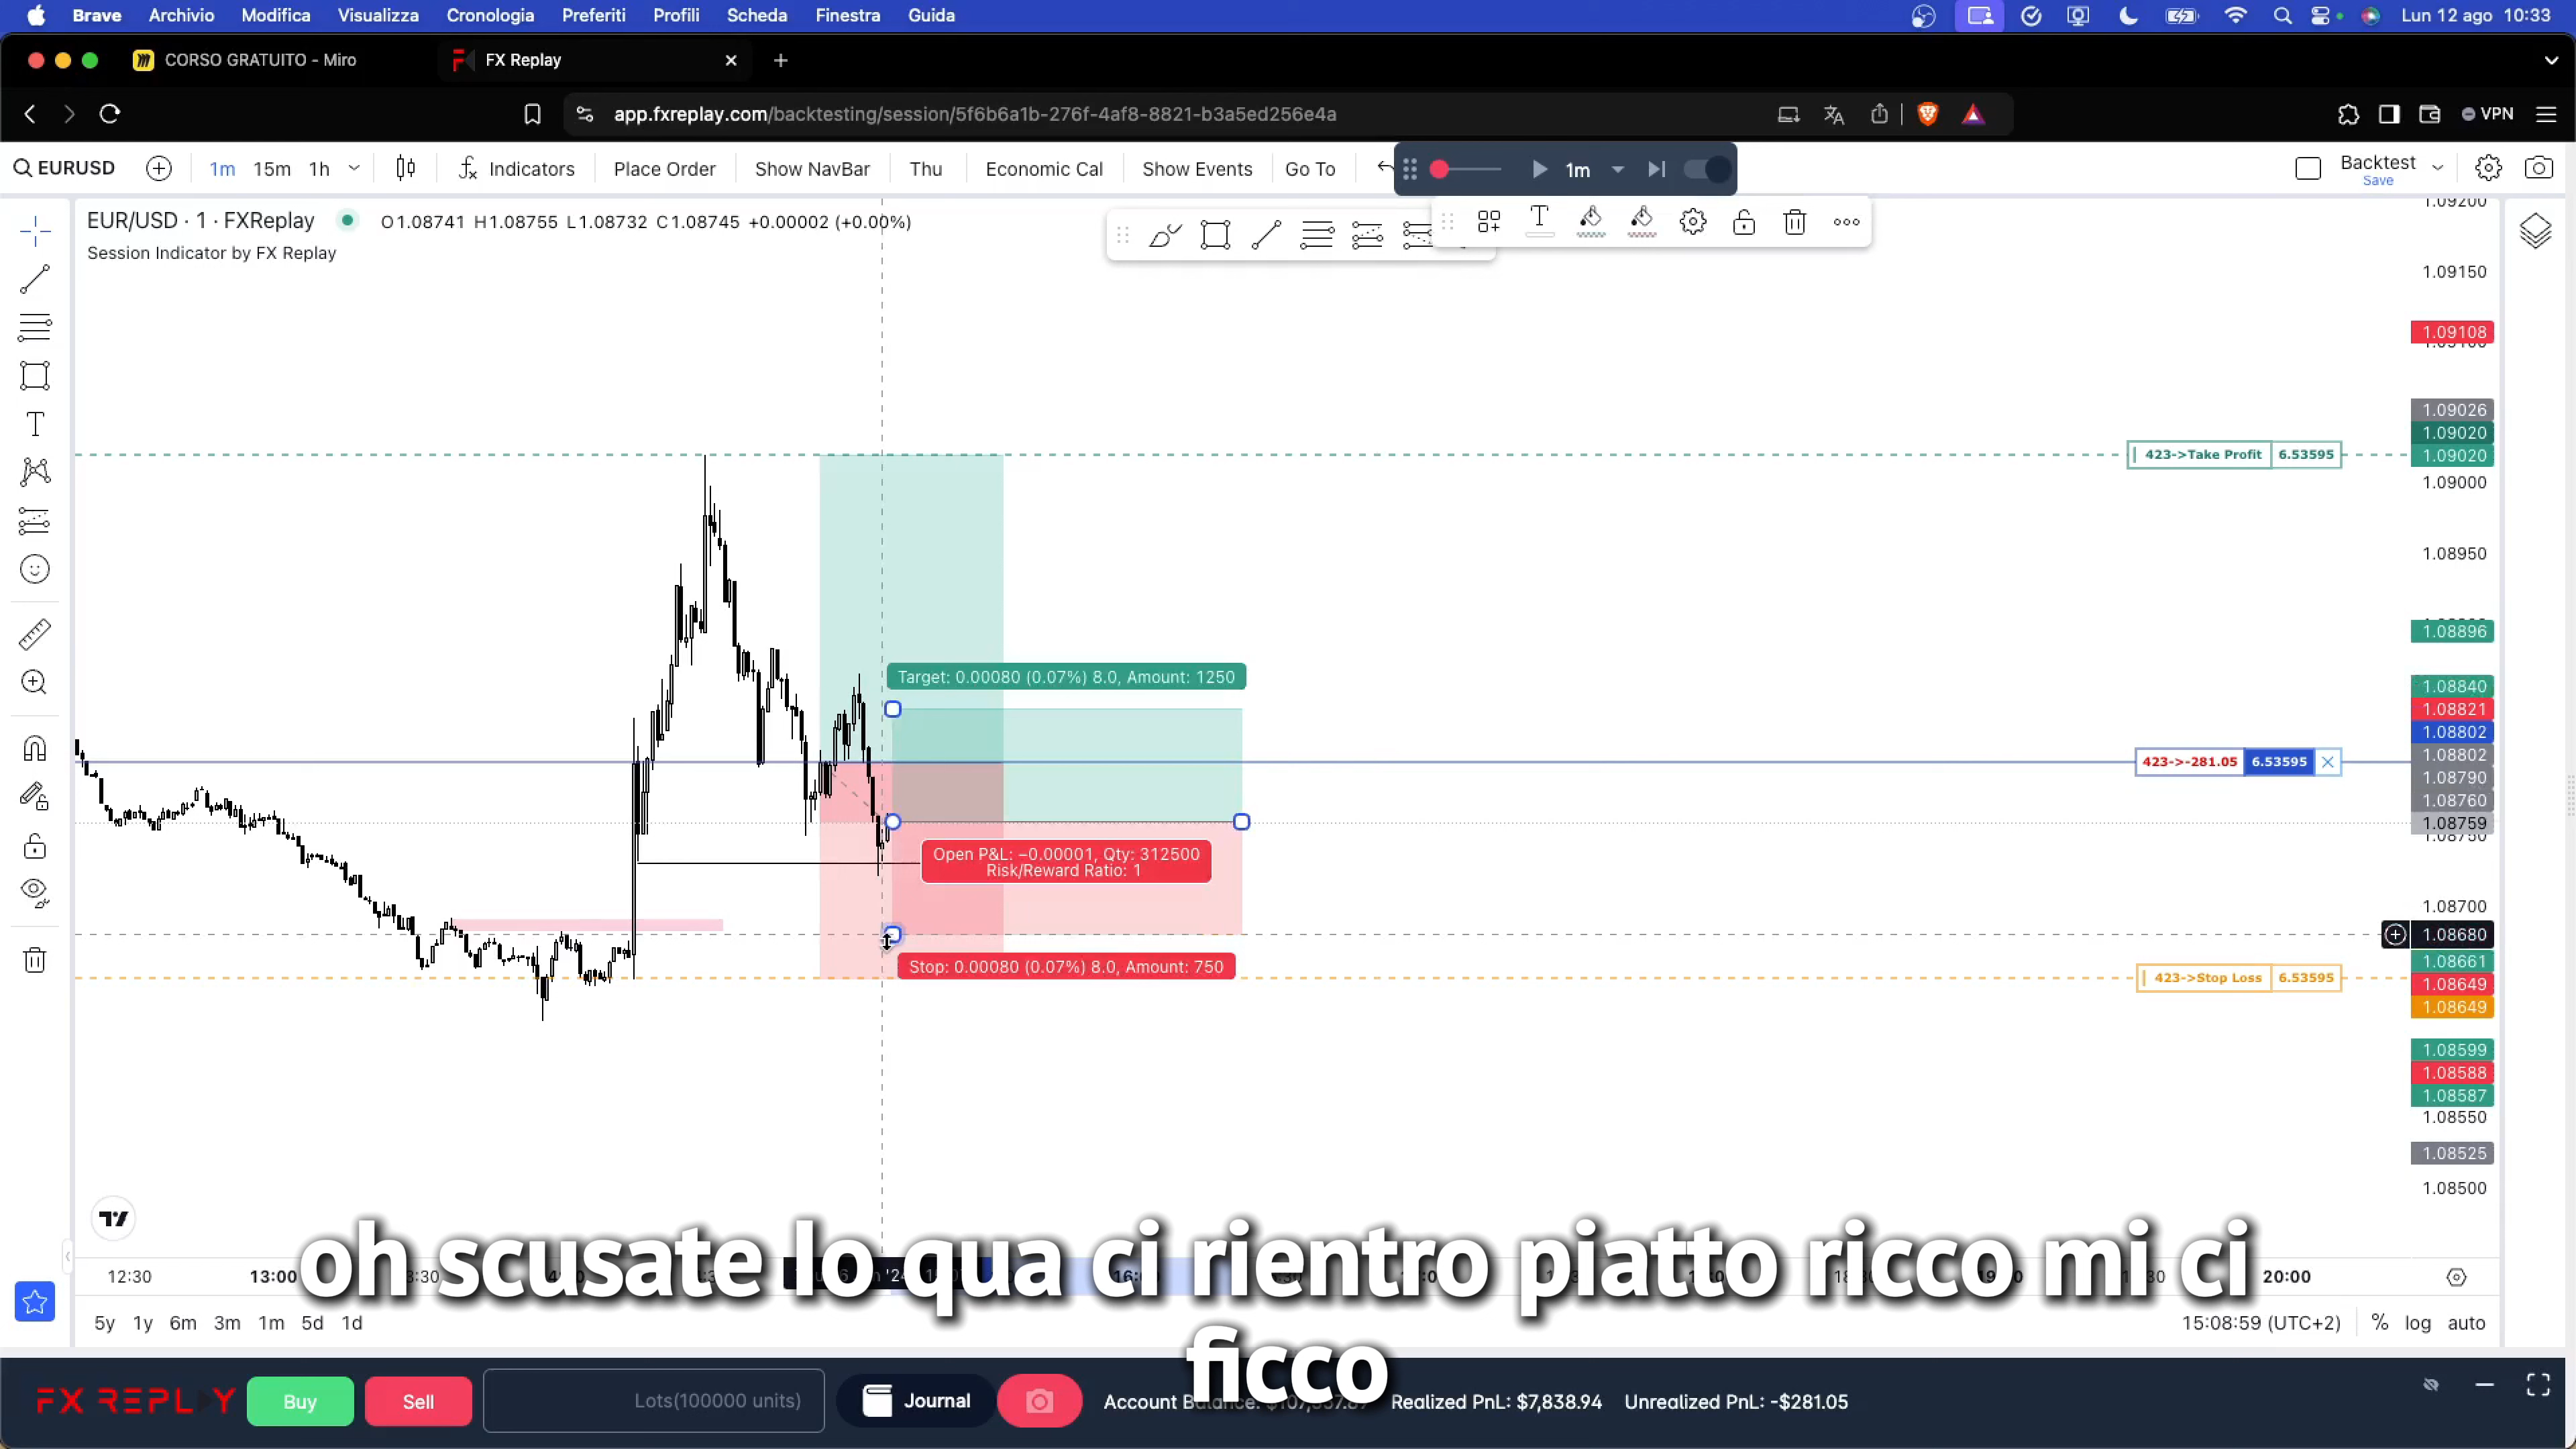 Brave Archivio Modifica Visualizza Cronologia Preferiti Profili Scheda Finestra Guida Lun 12 ago 10:33
CORSO GRATUITO - Miro FX Replay
app.fxreplay.com/backtesting/session/5f6b6a1b-276f-4af8-8821-b3a5ed256e4a VPN
EURUSD 1m 15m 1h Indicators Place Order Show NavBar Thu Economic Cal Show Events Go To 1m Backtest
Save
EUR/USD · 1 · FXReplay O1.08741 H1.08755 L1.08732 C1.08745 +0.00002 (+0.00%)
Session Indicator by FX Replay
1.09200
1.09150
1.09108
1.09026
1.09020
423->Take Profit 6.53595 1.09020
1.09000
1.08950
1.08896
Target: 0.00080 (0.07%) 8.0, Amount: 1250
1.08840
1.08821
1.08802
423->-281.05 6.53595 1.08802
1.08790
1.08760
1.08759
1.08750
Open P&L: −0.00001, Qty: 312500
Risk/Reward Ratio: 1
1.08700
1.08680
Stop: 0.00080 (0.07%) 8.0, Amount: 750
1.08661
423->Stop Loss 6.53595 1.08649
1.08649
1.08599
1.08588
1.08587
1.08550
1.08525
1.08500
oh scusate lo qua ci rientro piatto ricco mi ci
ficco
12:30 13:00 20:00
5y 1y 6m 3m 1m 5d 1d 15:08:59 (UTC+2) % log auto
FX REPLAY Buy Sell Lots(100000 units) Journal Account Realized PnL: $7,838.94 Unrealized PnL: -$281.05